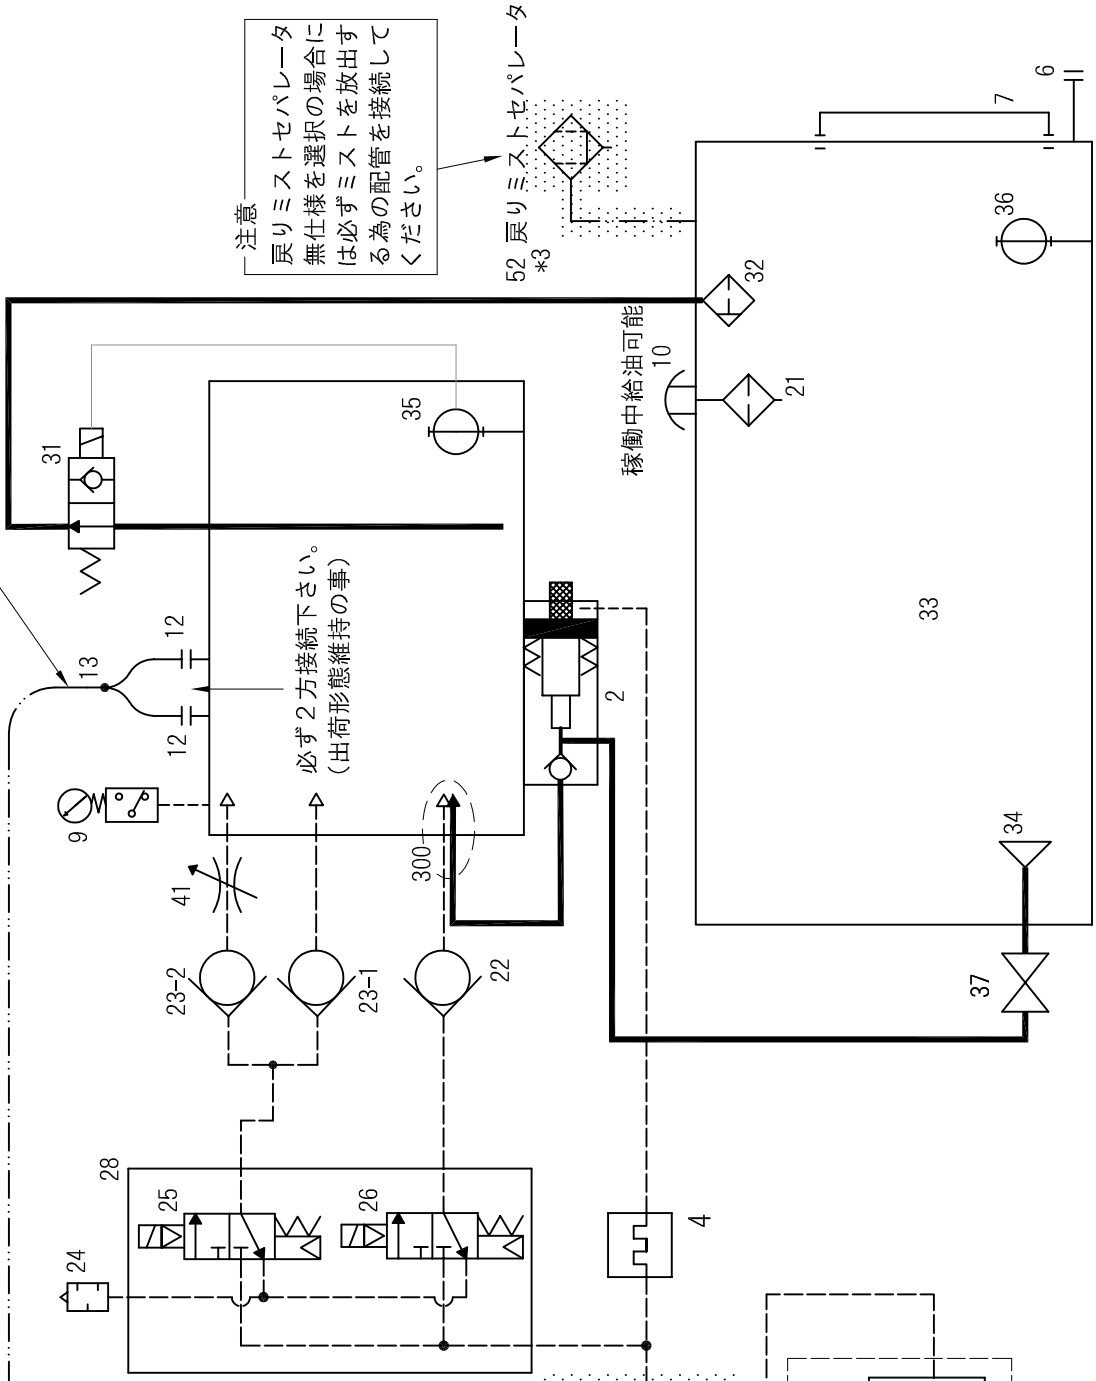 注意
戻りミストセパレータ
無仕様を選択の場合に
は必ずミストを放出す
る為の配管を接続して
ください。
52 戻りミストセパレータ
*3
6
7
36
32
稼働中給油可能
10
21
33
31
35
13
12
12
必ず２方接続下さい。
(出荷形態維持の事)
9
2
41
300
34
23-2
23-1
22
37
28
25
26
24
4